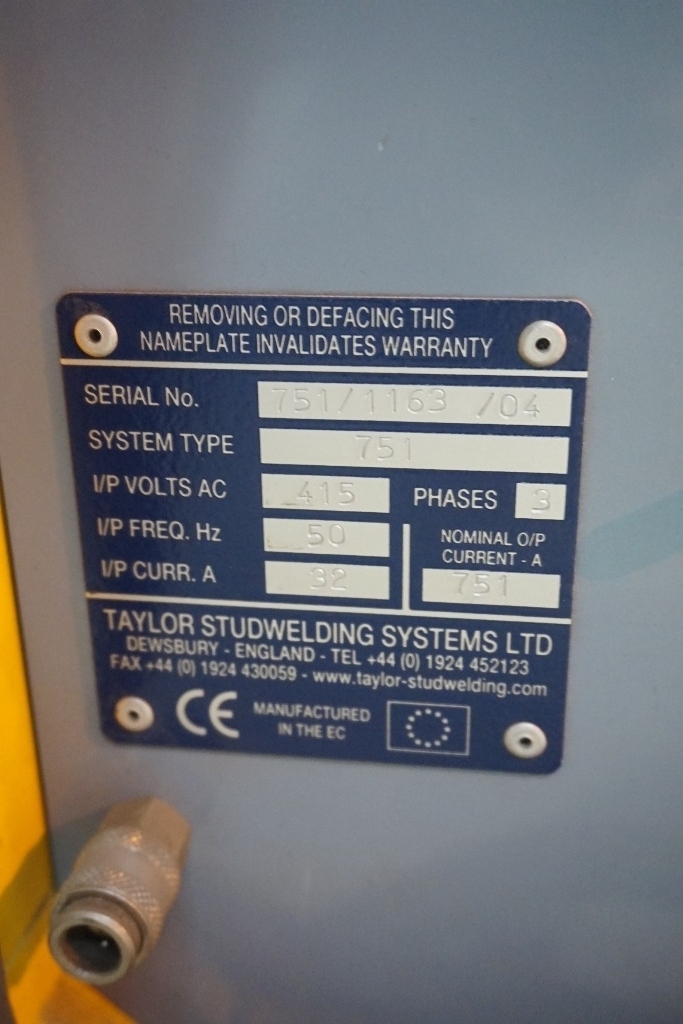 REMOVING OR DEFACING THIS
NAMEPLATE INVALIDATES WARRANTY
SERIAL No. 751/1163 /04
SYSTEM TYPE 751
I/P VOLTS AC 415 PHASES 3
I/P FREQ. Hz 50 NOMINAL O/P
CURRENT - A
I/P CURR. A 32 751
TAYLOR STUDWELDING SYSTEMS LTD
DEWSBURY - ENGLAND - TEL +44 (0) 1924 452123
FAX +44 (0) 1924 430059 - www.taylor-studwelding.com
CE MANUFACTURED
IN THE EC